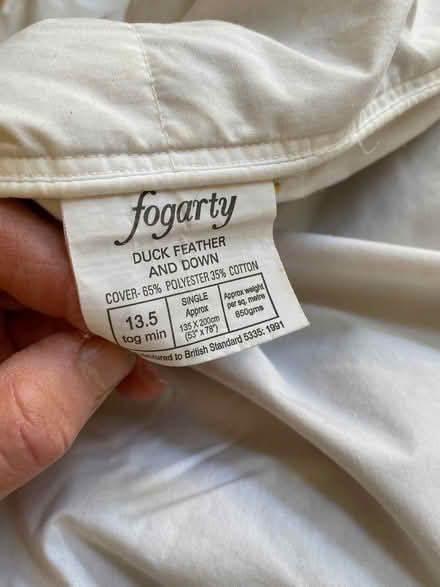 fogarty
DUCK FEATHER
AND DOWN
COVER- 65% POLYESTER 35% COTTON
13.5
tog min
SINGLE
Approx
135 X 200cm
(53" x 78")
Approx weight
per sq. metre
650gms
to British Standard 5335: 1991